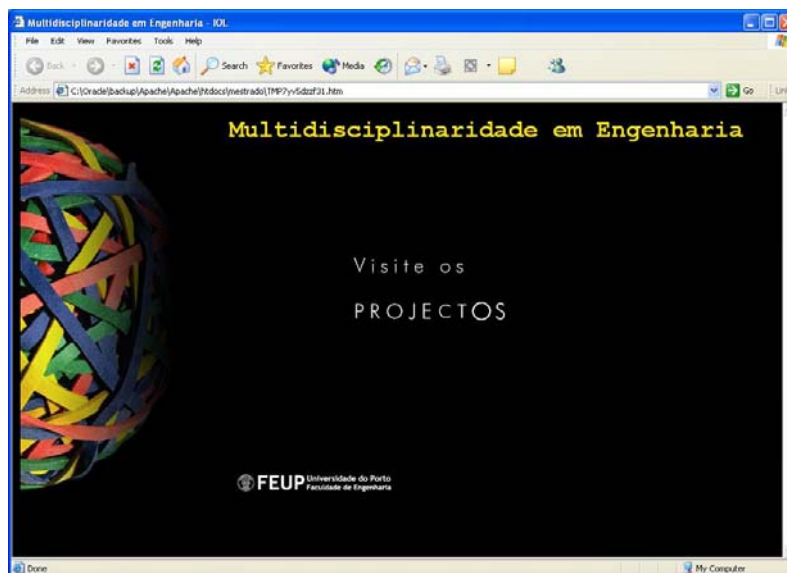 Multidisciplinaridade em Engenharia - IOL
File Edit View Favorites Tools Help
Back Search Favorites Media
Address C:\Oracle\backup\Apache\Apache\htdocs\mestrado\TMP7yvSdzzf31.htm Go
Multidisciplinaridade em Engenharia
Visite os
PROJECTOS
FEUP Universidade do Porto
Faculdade de Engenharia
Done My Computer